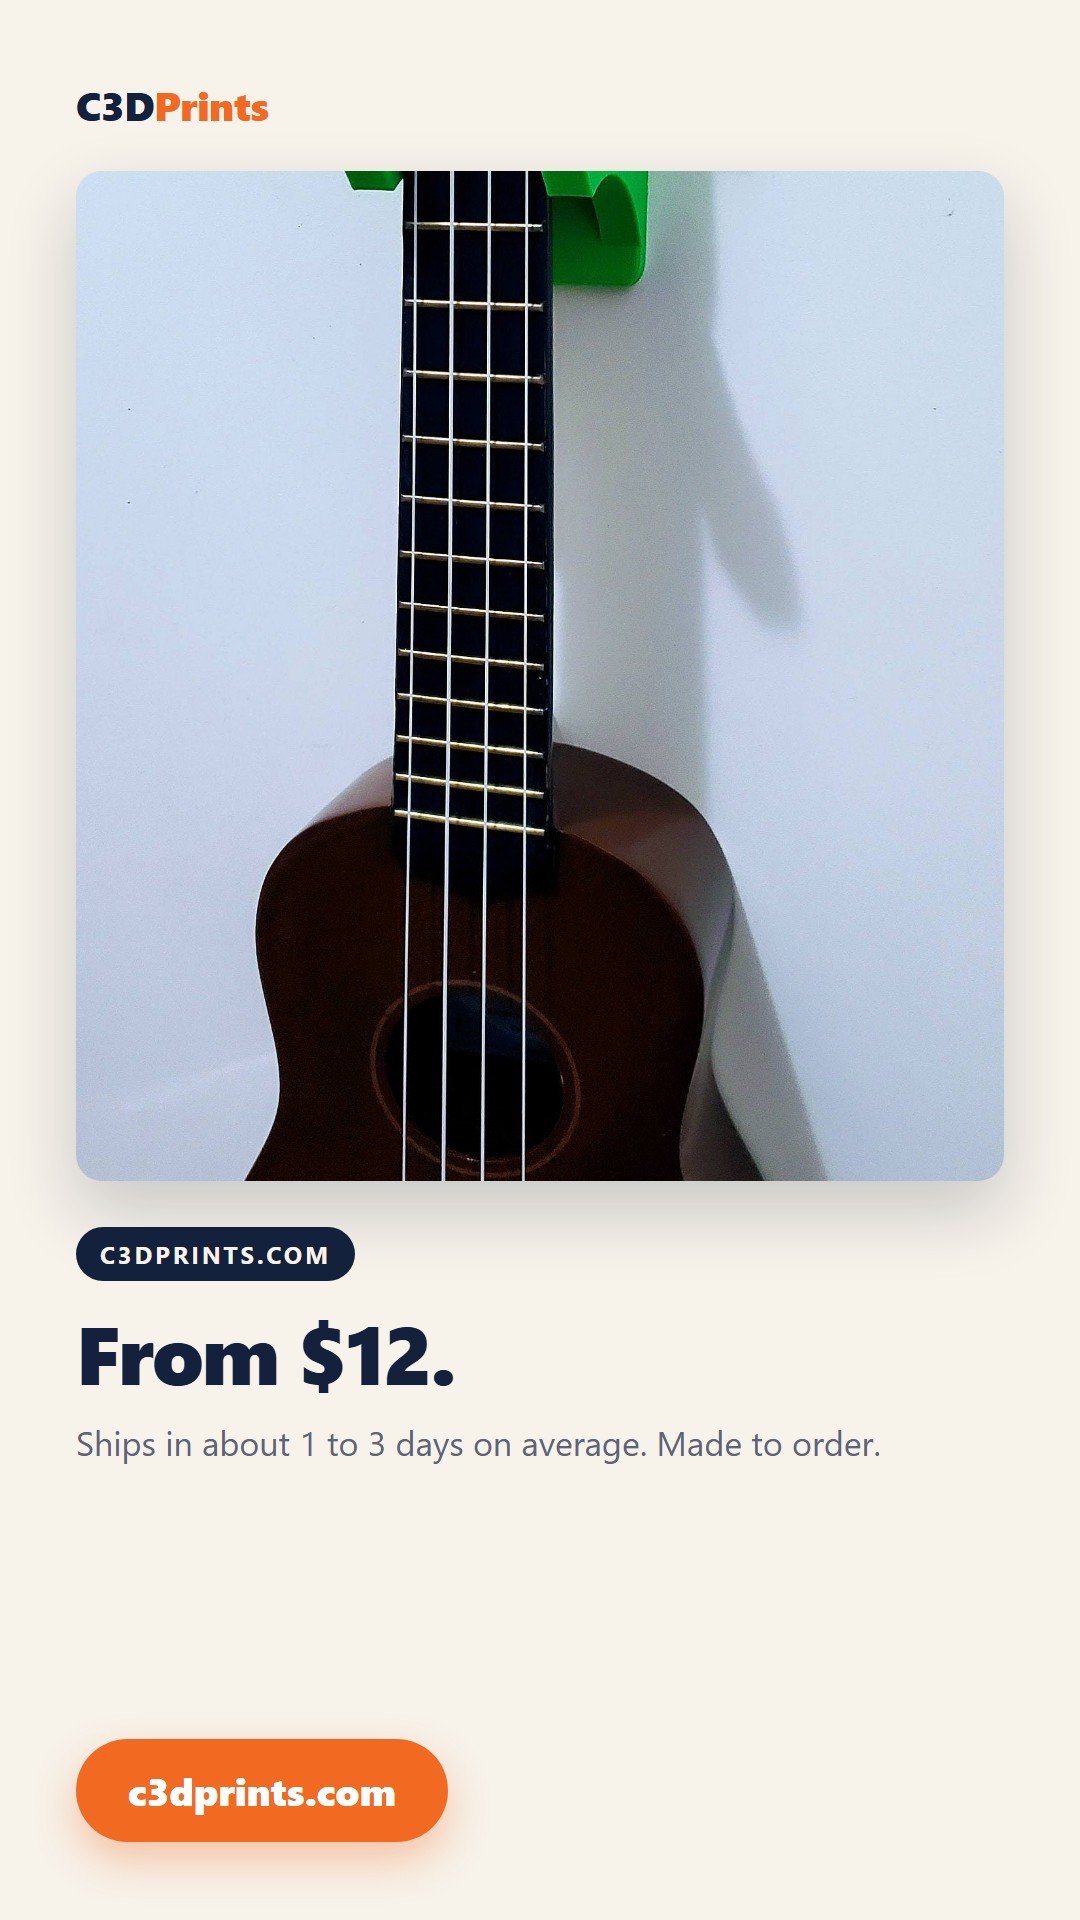 C3DPrints
C3DPRINTS.COM
From $12.
Ships in about 1 to 3 days on average. Made to order.
c3dprints.com